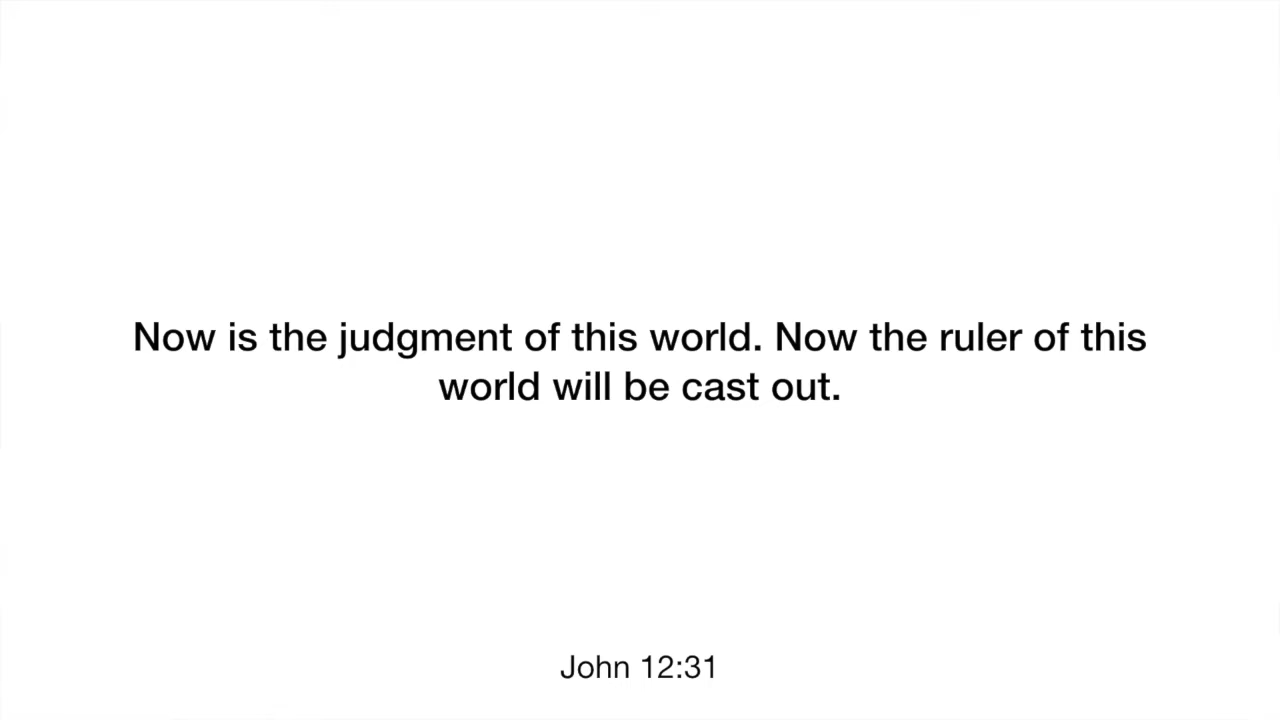 Now is the judgment of this world. Now the ruler of this
world will be cast out.
John 12:31